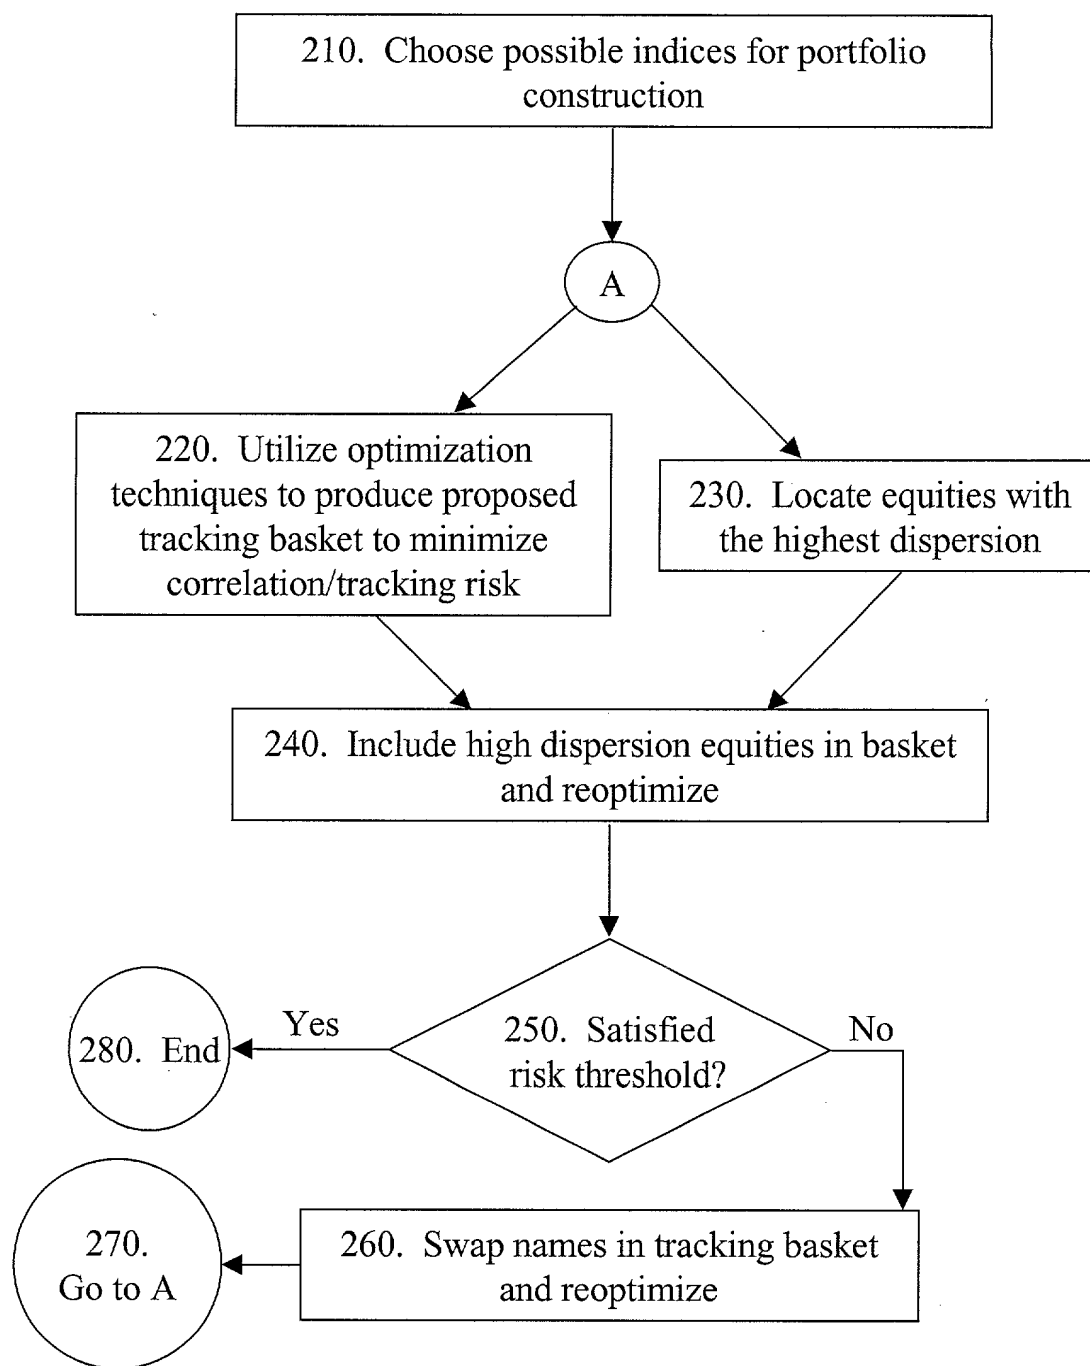 210. Choose possible indices for portfolio
construction
A
220. Utilize optimization
techniques to produce proposed
tracking basket to minimize
correlation/tracking risk
230. Locate equities with
the highest dispersion
240. Include high dispersion equities in basket
and reoptimize
Yes
250. Satisfied
risk threshold?
No
280. End
270.
Go to A
260. Swap names in tracking basket
and reoptimize